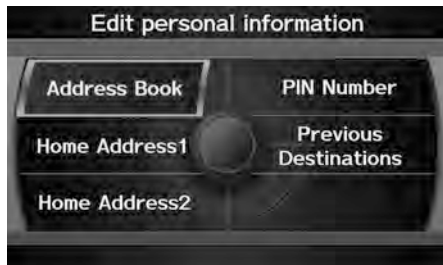 Edit personal information
Address Book
PIN Number
Home Address1
Previous
Destinations
Home Address2